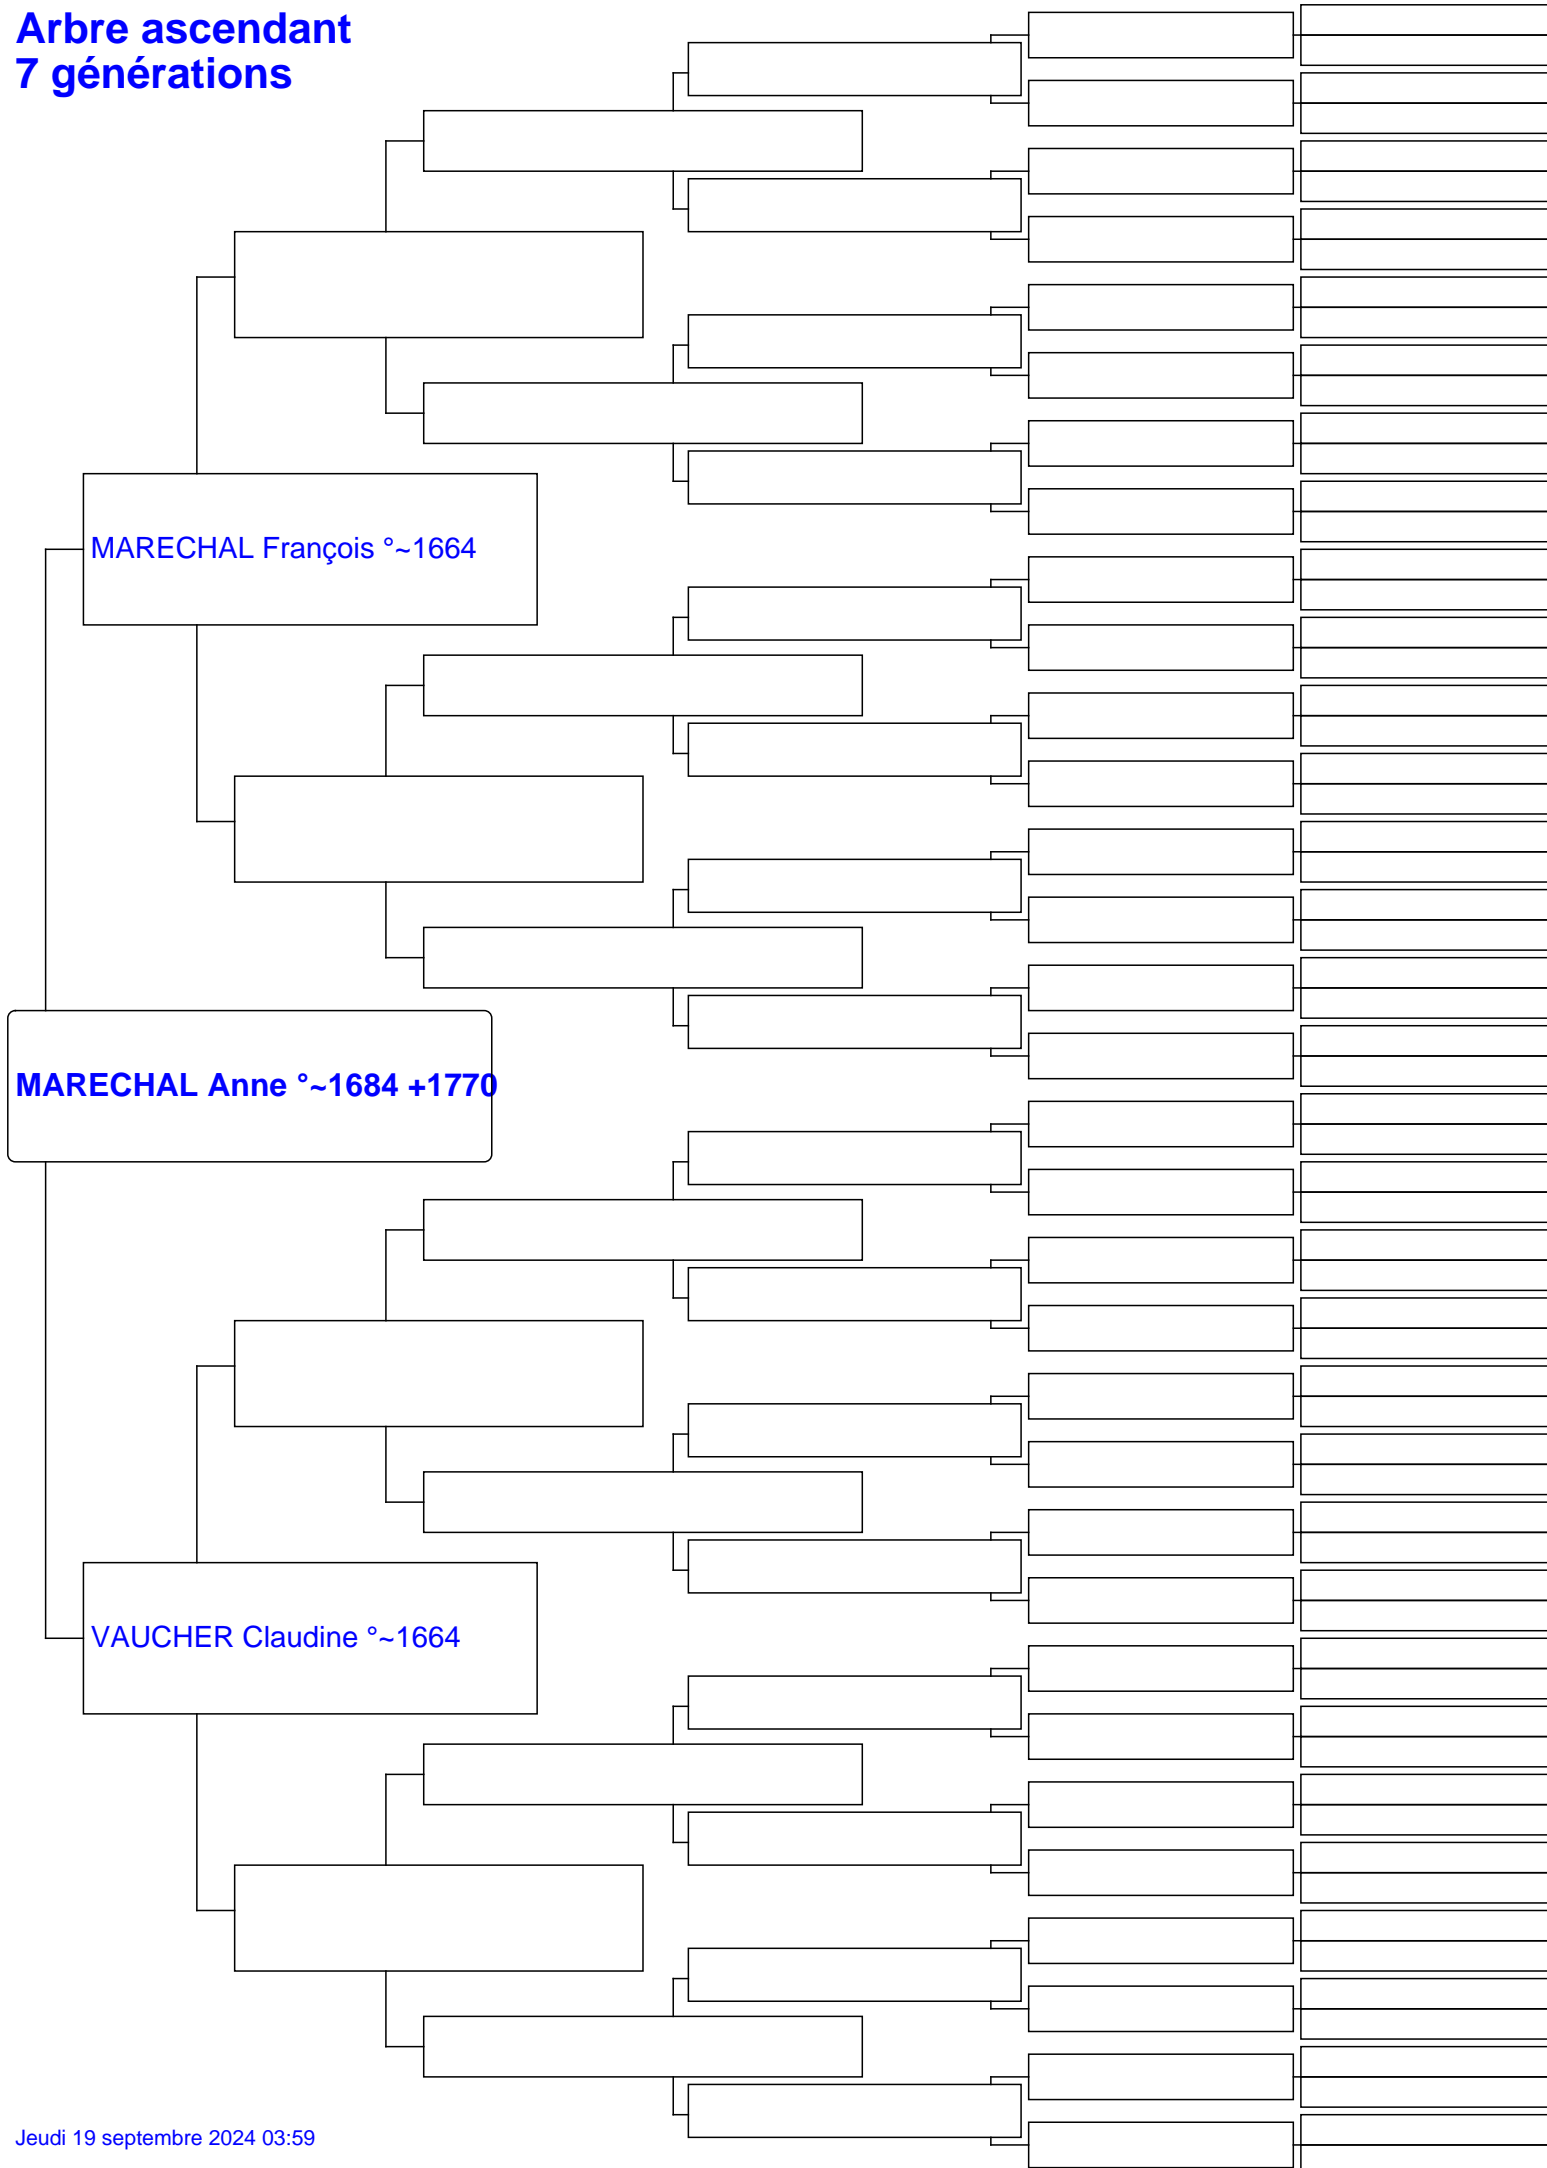 Arbre ascendant
7 générations
MARECHAL François °~1664
MARECHAL Anne °~1684 +1770
VAUCHER Claudine °~1664
Jeudi 19 septembre 2024 03:59